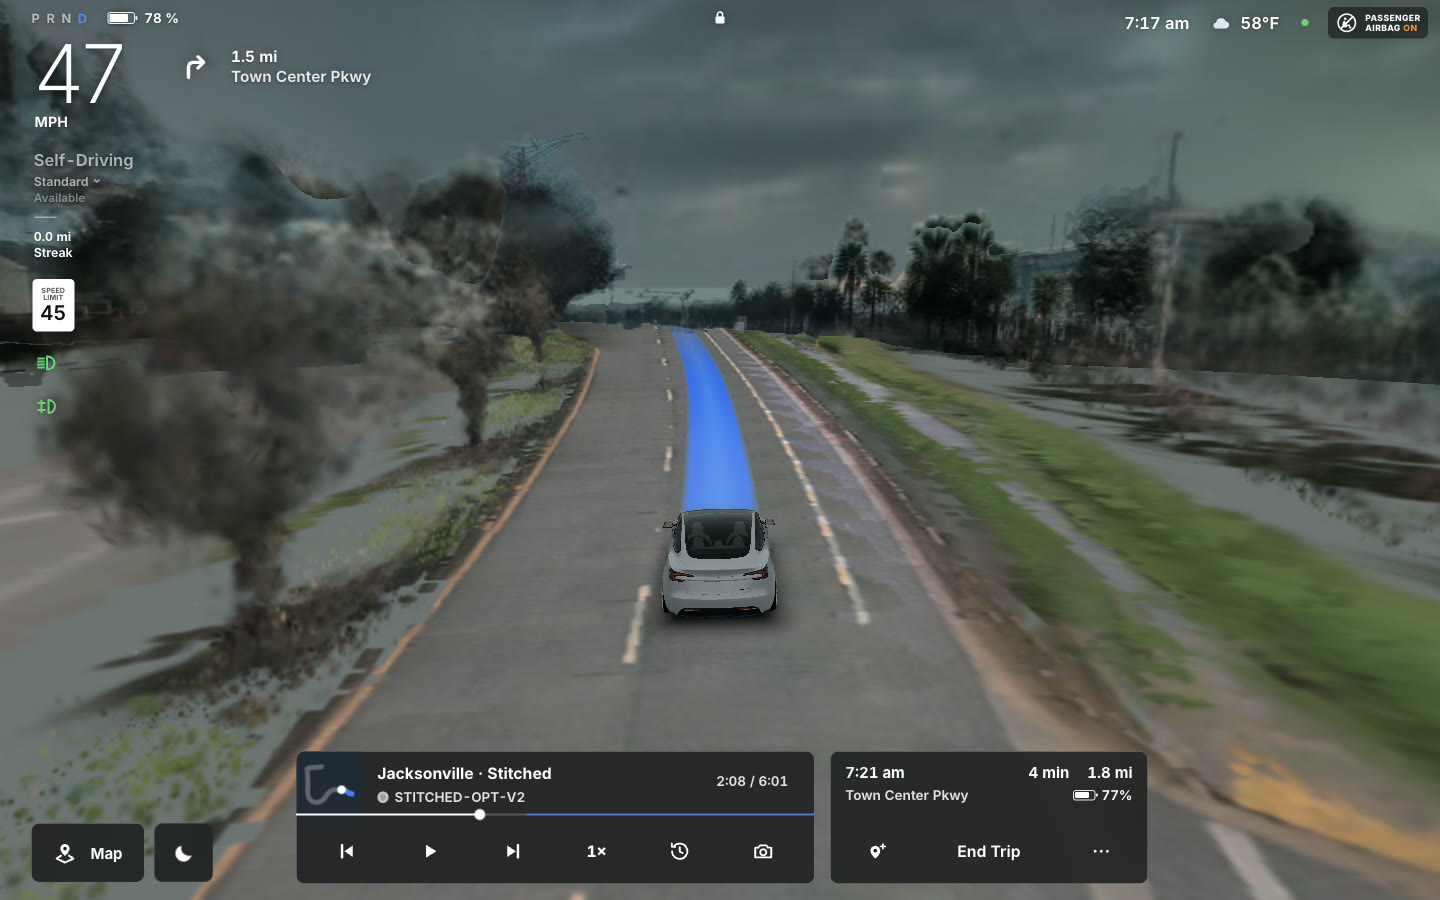 P R N D
78 %
7:17 am
58°F
PASSENGER
AIRBAG ON
47
MPH
1.5 mi
Town Center Pkwy
Self-Driving
Standard
Available
0.0 mi
Streak
SPEED
LIMIT
45
Jacksonville · Stitched
STITCHED-OPT-V2
2:08 / 6:01
1×
7:21 am
4 min
1.8 mi
Town Center Pkwy
77%
End Trip
Map